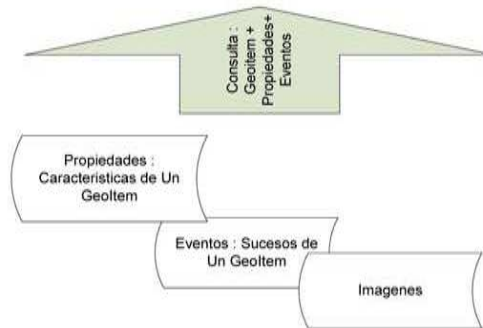 Consulta :
Geoitem +
Propiedades+
Eventos
Propiedades :
Caracteristicas de Un
GeoItem
Eventos : Sucesos de
Un GeoItem
Imagenes